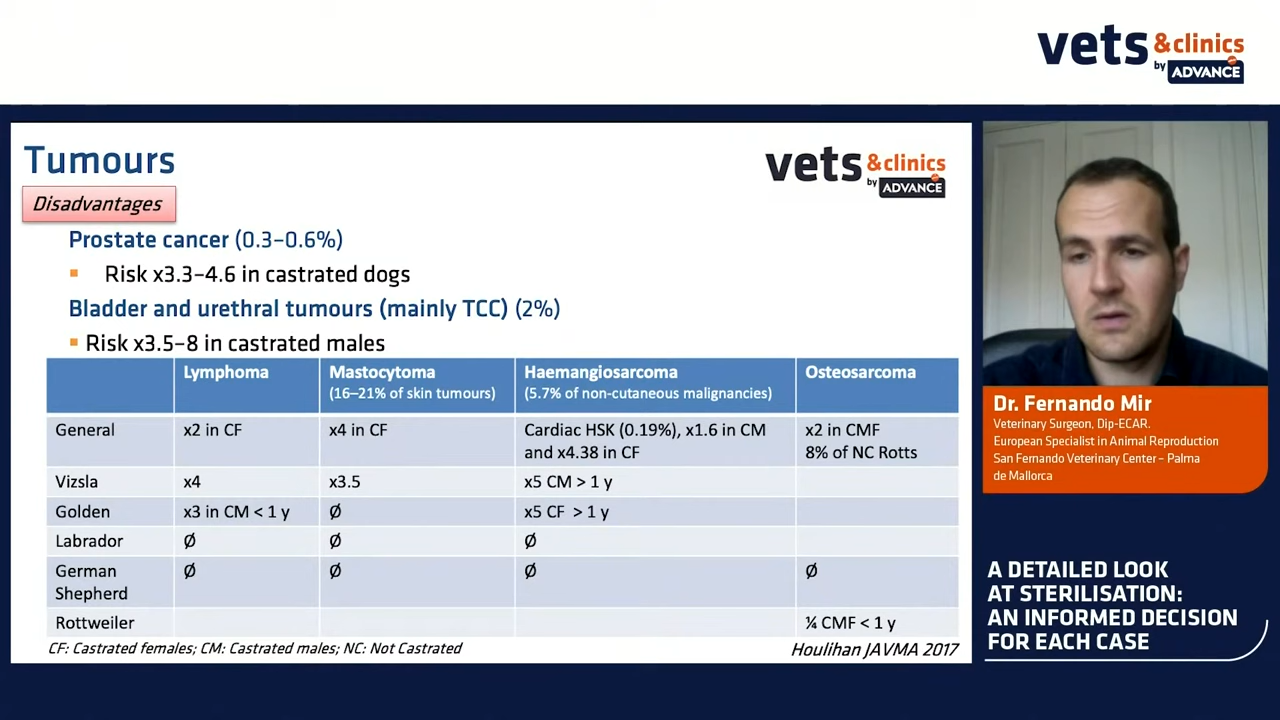 vets &clinics
by ADVANCE
Tumours
vets &clinics
by ADVANCE
Disadvantages
Prostate cancer (0.3–0.6%)
▪ Risk x3.3–4.6 in castrated dogs
Bladder and urethral tumours (mainly TCC) (2%)
▪ Risk x3.5–8 in castrated males
Lymphoma Mastocytoma Haemangiosarcoma Osteosarcoma
(16–21% of skin tumours) (5.7% of non-cutaneous malignancies)
General x2 in CF x4 in CF Cardiac HSK (0.19%), x1.6 in CM x2 in CMF
and x4.38 in CF 8% of NC Rotts
Vizsla x4 x3.5 x5 CM > 1 y
Golden x3 in CM < 1 y Ø x5 CF > 1 y
Labrador Ø Ø Ø
German Ø Ø Ø Ø
Shepherd
Rottweiler ¼ CMF < 1 y
CF: Castrated females; CM: Castrated males; NC: Not Castrated
Houlihan JAVMA 2017
Dr. Fernando Mir
Veterinary Surgeon, Dip-ECAR.
European Specialist in Animal Reproduction
San Fernando Veterinary Center – Palma
de Mallorca
A DETAILED LOOK
AT STERILISATION:
AN INFORMED DECISION
FOR EACH CASE